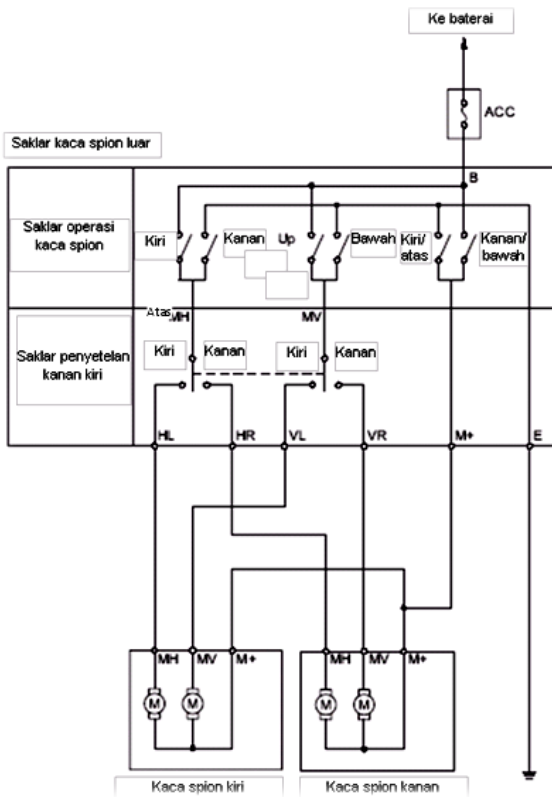 Ke baterai
ACC
Saklar kaca spion luar
B
Saklar operasi
kaca spion
Kiri
Kanan
Up
Bawah
Kiri/
atas
Kanan/
bawah
Atas
MH
MV
Saklar penyetelan
kanan kiri
Kiri
Kanan
Kiri
Kanan
HL
HR
VL
VR
M+
E
MH
MV
M+
MH
MV
M+
M
M
M
M
Kaca spion kiri
Kaca spion kanan